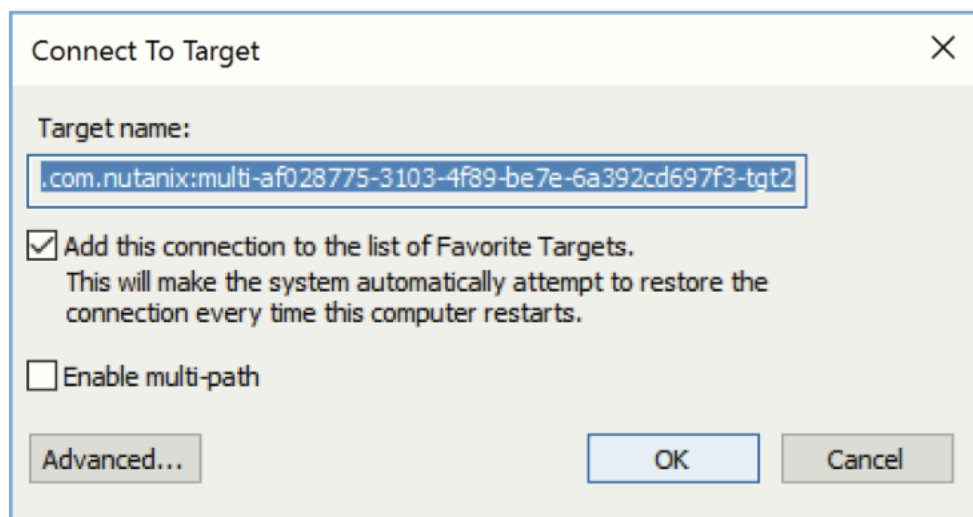 Connect To Target
Target name:
.com.nutanix:multi-af028775-3103-4f89-be7e-6a392cd697f3-tgt2
Add this connection to the list of Favorite Targets.
This will make the system automatically attempt to restore the
connection every time this computer restarts.
Enable multi-path
Advanced... OK Cancel